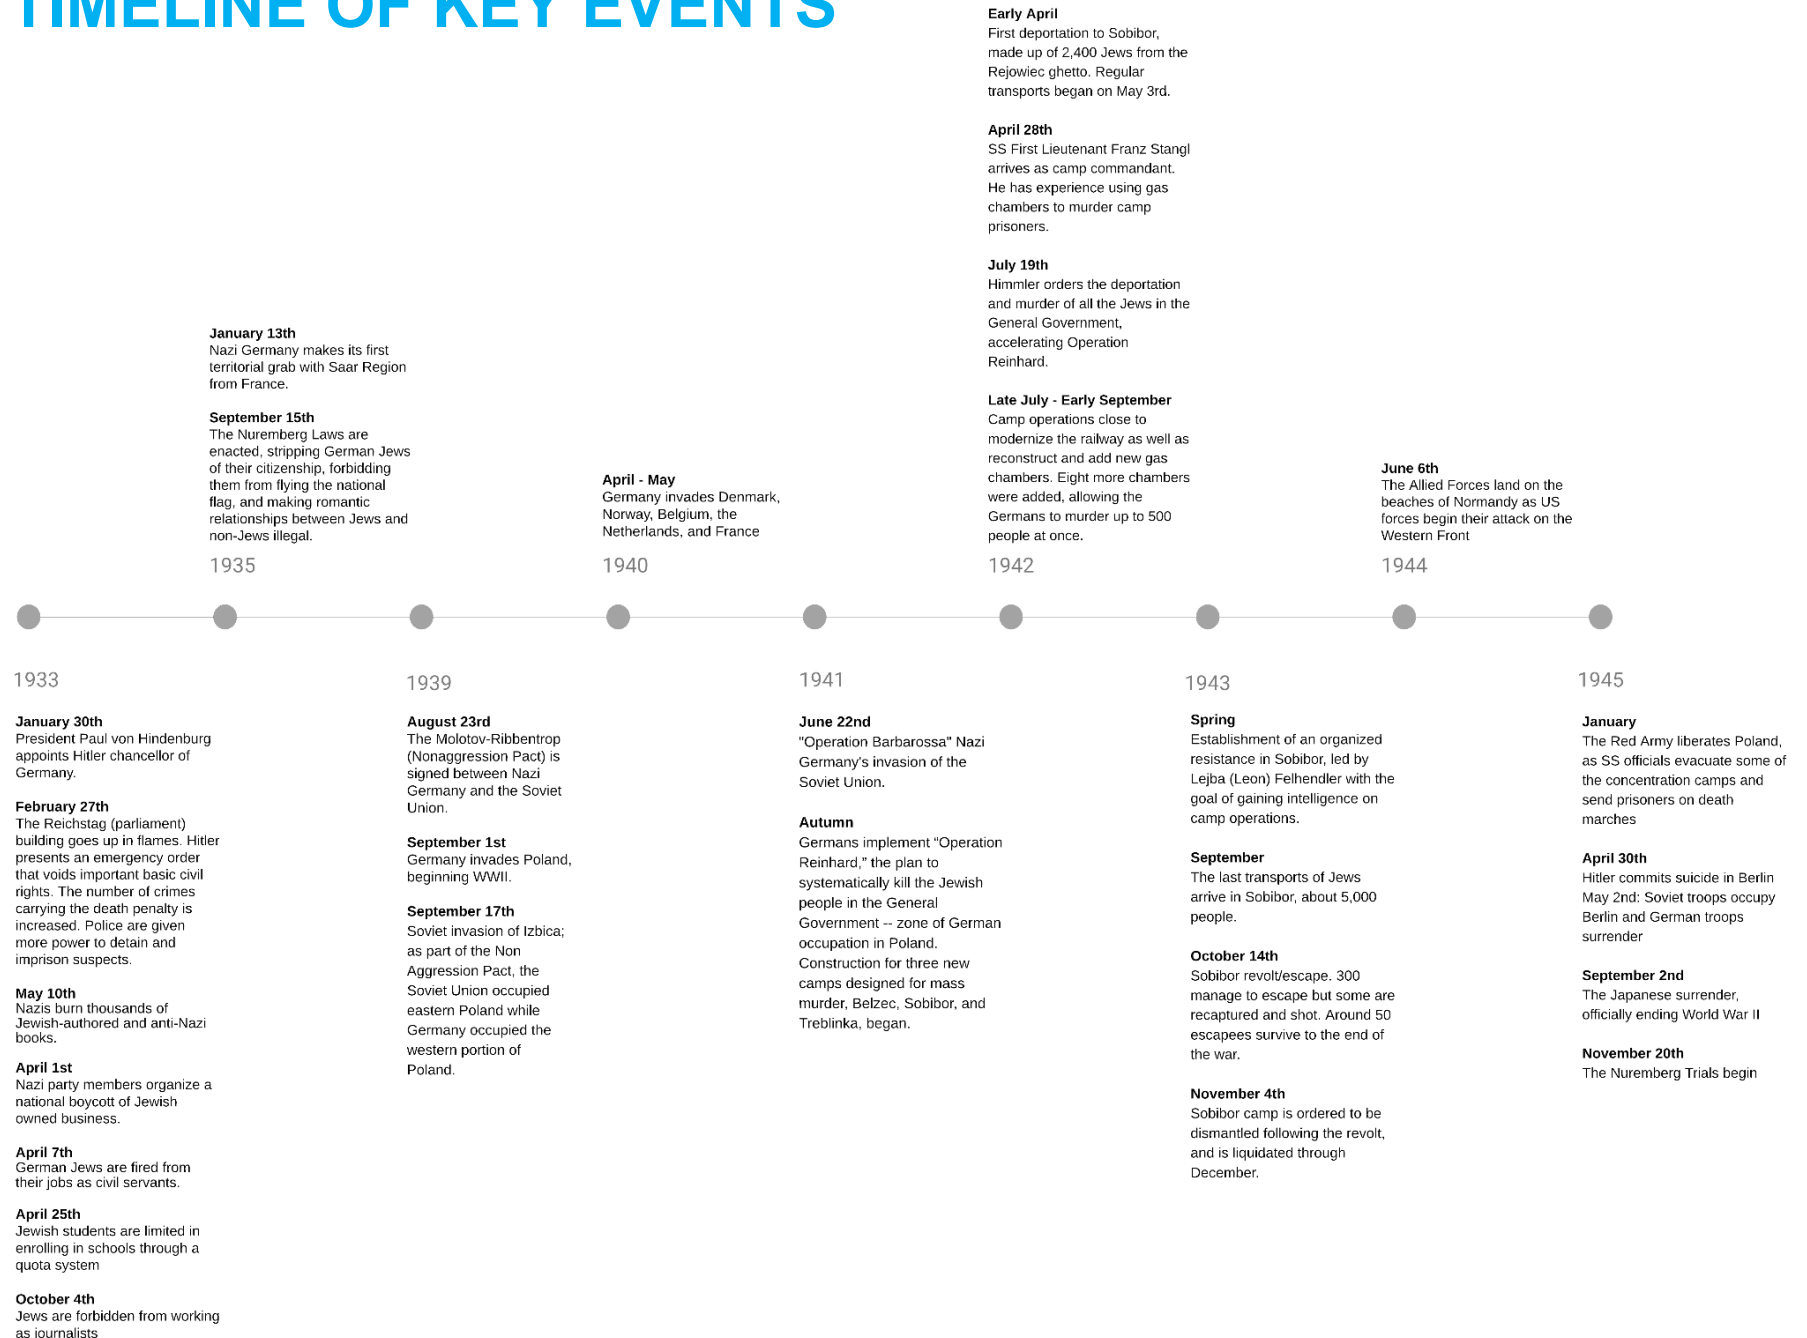 TIMELINE OF KEY EVENTS
Early April
First deportation to Sobibor,
made up of 2,400 Jews from the
Rejowiec ghetto. Regular
transports began on May 3rd.
April 28th
SS First Lieutenant Franz Stangl
arrives as camp commandant.
He has experience using gas
chambers to murder camp
prisoners.
July 19th
Himmler orders the deportation
and murder of all the Jews in the
General Government,
accelerating Operation
Reinhard.
Late July - Early September
Camp operations close to
modernize the railway as well as
reconstruct and add new gas
chambers. Eight more chambers
were added, allowing the
Germans to murder up to 500
people at once.
1942
January 13th
Nazi Germany makes its first
territorial grab with Saar Region
from France.
September 15th
The Nuremberg Laws are
enacted, stripping German Jews
of their citizenship, forbidding
them from flying the national
flag, and making romantic
relationships between Jews and
non-Jews illegal.
1935
April - May
Germany invades Denmark,
Norway, Belgium, the
Netherlands, and France
1940
June 6th
The Allied Forces land on the
beaches of Normandy as US
forces begin their attack on the
Western Front
1944
1933
January 30th
President Paul von Hindenburg
appoints Hitler chancellor of
Germany.
February 27th
The Reichstag (parliament)
building goes up in flames. Hitler
presents an emergency order
that voids important basic civil
rights. The number of crimes
carrying the death penalty is
increased. Police are given
more power to detain and
imprison suspects.
May 10th
Nazis burn thousands of
Jewish-authored and anti-Nazi
books.
April 1st
Nazi party members organize a
national boycott of Jewish
owned business.
April 7th
German Jews are fired from
their jobs as civil servants.
April 25th
Jewish students are limited in
enrolling in schools through a
quota system
October 4th
Jews are forbidden from working
as journalists
1939
August 23rd
The Molotov-Ribbentrop
(Nonaggression Pact) is
signed between Nazi
Germany and the Soviet
Union.
September 1st
Germany invades Poland,
beginning WWII.
September 17th
Soviet invasion of Izbica;
as part of the Non
Aggression Pact, the
Soviet Union occupied
eastern Poland while
Germany occupied the
western portion of
Poland.
1941
June 22nd
"Operation Barbarossa" Nazi
Germany's invasion of the
Soviet Union.
Autumn
Germans implement “Operation
Reinhard,” the plan to
systematically kill the Jewish
people in the General
Government -- zone of German
occupation in Poland.
Construction for three new
camps designed for mass
murder, Belzec, Sobibor, and
Treblinka, began.
1943
Spring
Establishment of an organized
resistance in Sobibor, led by
Lejba (Leon) Felhendler with the
goal of gaining intelligence on
camp operations.
September
The last transports of Jews
arrive in Sobibor, about 5,000
people.
October 14th
Sobibor revolt/escape. 300
manage to escape but some are
recaptured and shot. Around 50
escapees survive to the end of
the war.
November 4th
Sobibor camp is ordered to be
dismantled following the revolt,
and is liquidated through
December.
1945
January
The Red Army liberates Poland,
as SS officials evacuate some of
the concentration camps and
send prisoners on death
marches
April 30th
Hitler commits suicide in Berlin
May 2nd: Soviet troops occupy
Berlin and German troops
surrender
September 2nd
The Japanese surrender,
officially ending World War II
November 20th
The Nuremberg Trials begin